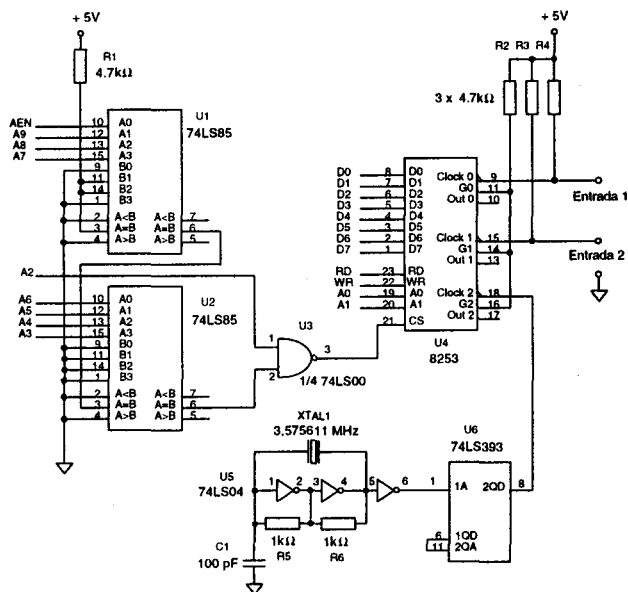 + 5V
R1
4.7kΩ
U1
74LS85
AEN 10 A0
A9 12 A1
A8 13 A2
A7 15 A3
9 B0
11 B1
14 B2
1 B3
2 A<B 7
3 A=B 6
4 A>B 5
A2
U2
74LS85
A6 10 A0
A5 12 A1
A4 13 A2
A3 15 A3
9 B0
11 B1
14 B2
1 B3
2 A<B 7
3 A=B 6
4 A>B 5
1
2
U3
3
1/4 74LS00
+ 5V
R2 R3 R4
3 x 4.7kΩ
D0 8 D0 Clock 0 9
D1 7 D1 G0 11
D2 6 D2 Out 0 10
D3 5 D3
D4 4 D4
D5 3 D5 Clock 1 15
D6 2 D6 G1 14
D7 1 D7 Out 1 13
RD 23 RD
WR 22 WR Clock 2 18
A0 19 A0 G2 16
A1 20 A1 Out 2 17
21 CS
U4
8253
Entrada 1
Entrada 2
XTAL1
3,575611 MHz
U5
74LS04
1 2 3 4 5 6
1kΩ
R5
1kΩ
R6
C1
100 pF
U6
74LS393
1 1A 2QD 8
6 1QD
11 2QA